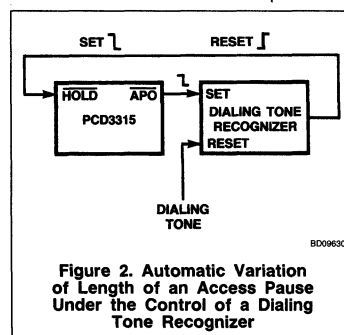 SET RESET
HOLD APO SET
PCD3315 DIALING TONE
RECOGNIZER
RESET
DIALING
TONE
BD09630
Figure 2. Automatic Variation
of Length of an Access Pause
Under the Control of a Dialing
Tone Recognizer